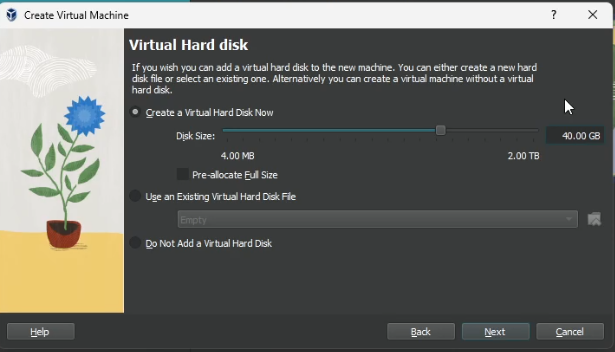 Create Virtual Machine
?
Virtual Hard disk
If you wish you can add a virtual hard disk to the new machine. You can either create a new hard
disk file or select an existing one. Alternatively you can create a virtual machine without a virtual
hard disk.
Create a Virtual Hard Disk Now
Disk Size:
40.00 GB
4.00 MB
2.00 TB
Pre-allocate Full Size
Use an Existing Virtual Hard Disk File
Empty
Do Not Add a Virtual Hard Disk
Help
Back
Next
Cancel